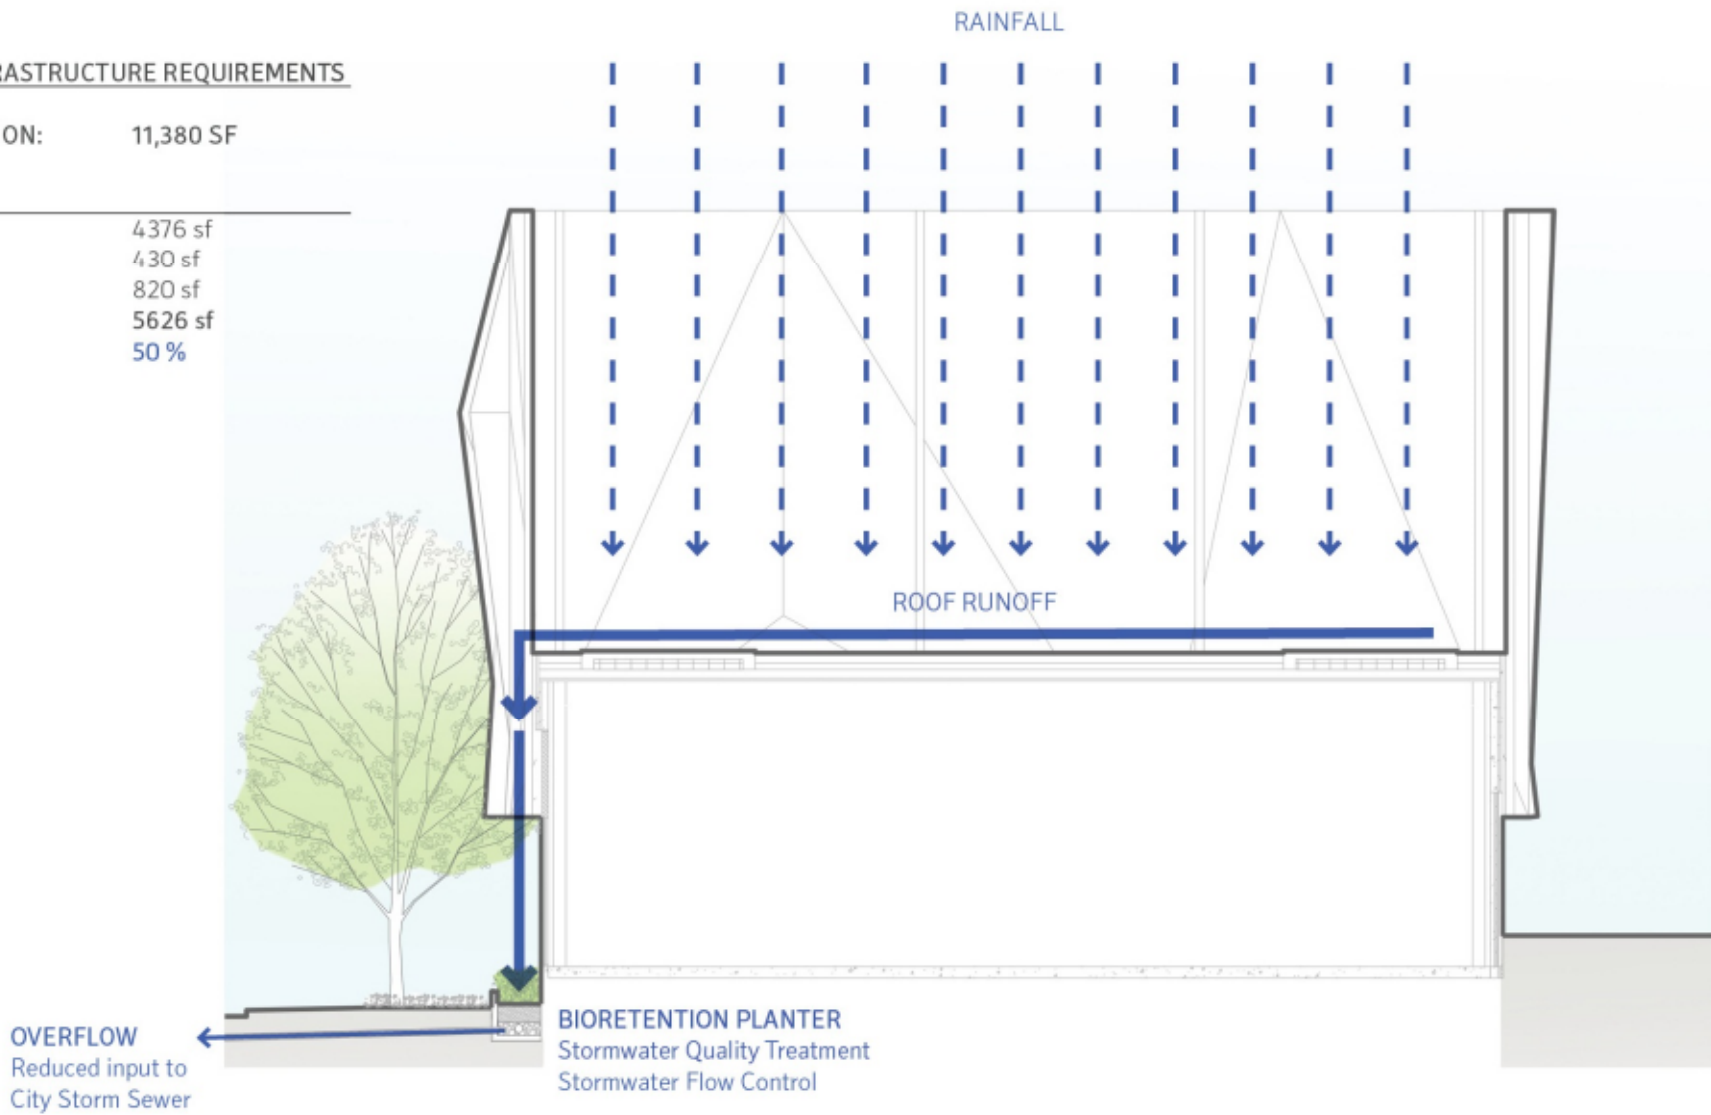 RAINFALL
RASTRUCTURE REQUIREMENTS
ON: 11,380 SF
4376 sf
430 sf
820 sf
5626 sf
50 %
ROOF RUNOFF
OVERFLOW
Reduced input to
City Storm Sewer
BIORETENTION PLANTER
Stormwater Quality Treatment
Stormwater Flow Control